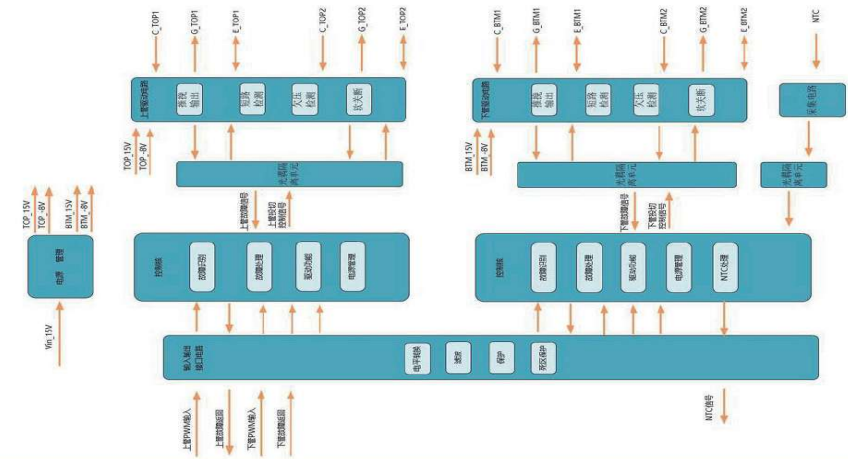 Vin_15V
电源 管理
TOP_15V
TOP_-8V
BTM_15V
BTM_-8V
上管PWM输入
上管故障返回
下管PWM输入
下管故障返回
NTC信号
输入输出
接口电路
电平转换
滤波
保护
死区保护
控制核
故障识别
故障处理
驱动功能
电源管理
控制核
故障识别
故障处理
驱动功能
电源管理
NTC处理
上管故障信号
上管投切
控制信号
下管故障信号
下管投切
控制信号
光耦隔
离单元
光耦隔
离单元
光耦隔
离单元
TOP_15V
TOP_-8V
BTM_15V
BTM_-8V
上管驱动电路
推挽
输出
短路
检测
欠压
检测
软关断
下管驱动电路
推挽
输出
短路
检测
欠压
检测
软关断
采集电路
C_TOP1
G_TOP1
E_TOP1
C_TOP2
G_TOP2
E_TOP2
C_BTM1
G_BTM1
E_BTM1
C_BTM2
G_BTM2
E_BTM2
NTC